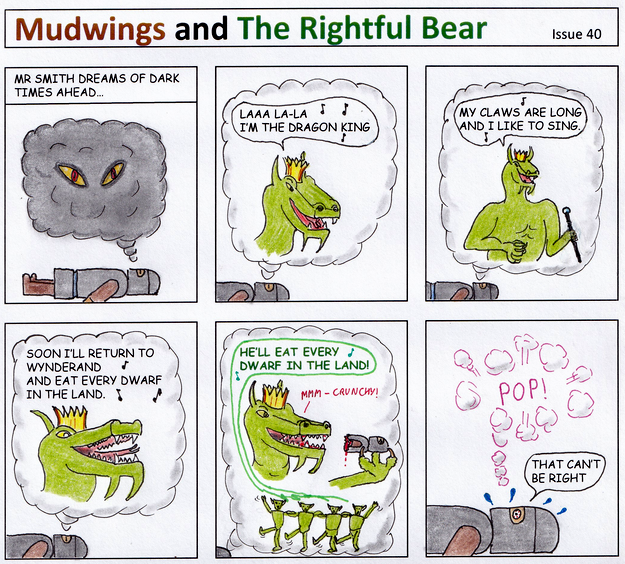 Mudwings and The Rightful Bear
Issue 40
MR SMITH DREAMS OF DARK
TIMES AHEAD...
LAAA LA-LA
I'M THE DRAGON KING
MY CLAWS ARE LONG
AND I LIKE TO SING.
SOON I'LL RETURN TO
WYNDERAND
AND EAT EVERY DWARF
IN THE LAND.
HE'LL EAT EVERY
DWARF IN THE LAND!
MMM - CRUNCHY!
POP!
THAT CAN'T
BE RIGHT